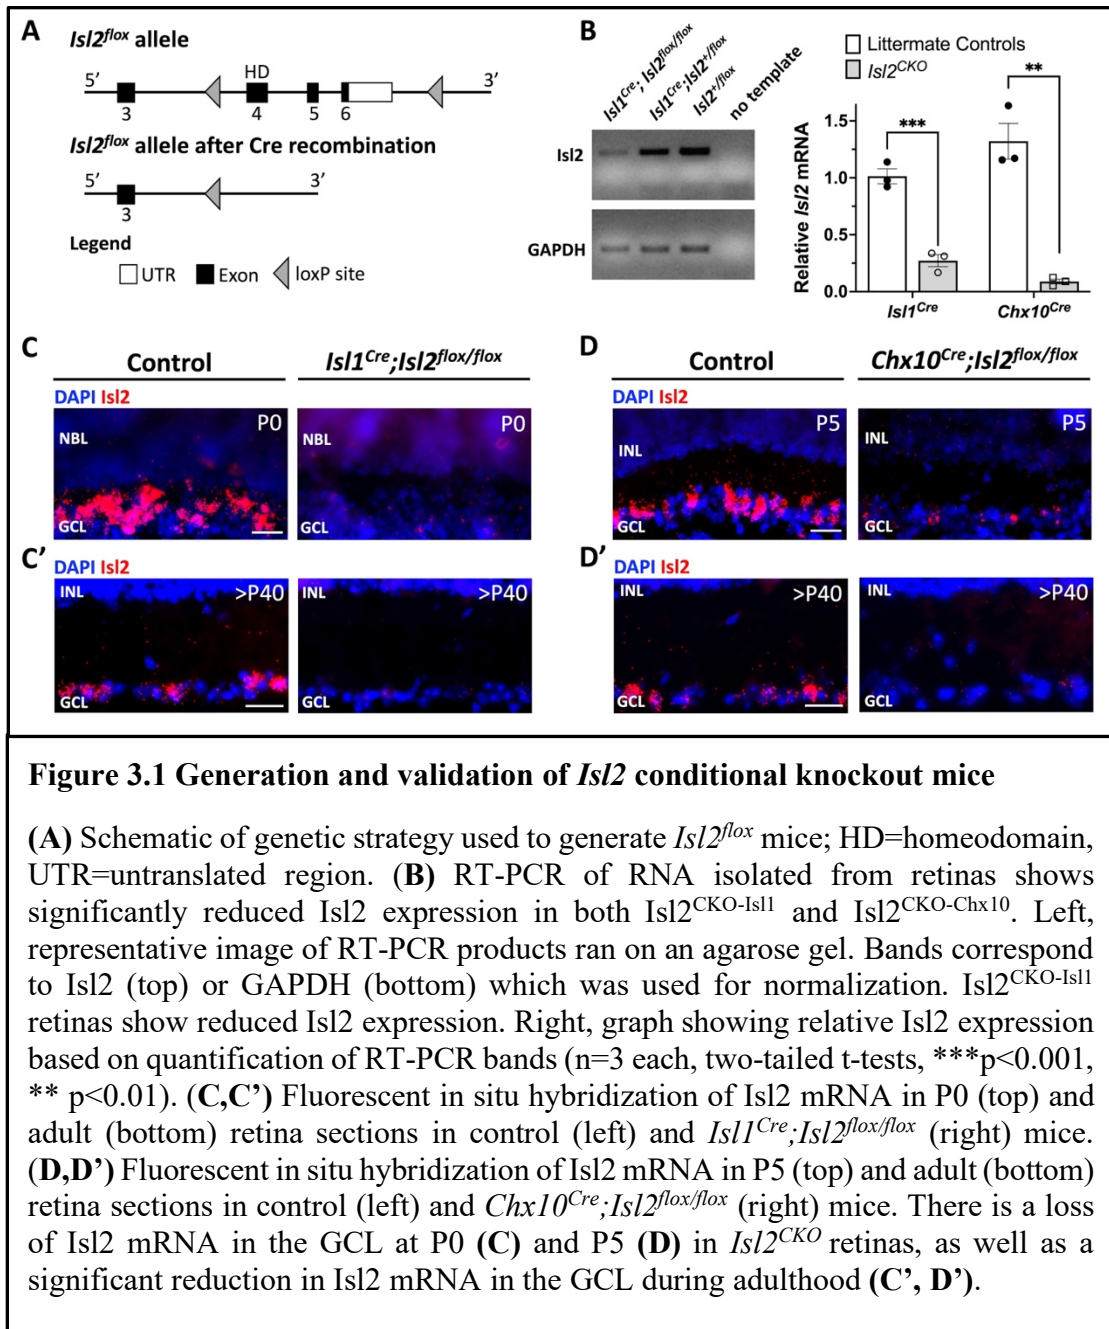 A
Isl2flox allele
5’ HD 3’
3 4 5 6
Isl2flox allele after Cre recombination
5’ 3’
3
Legend
UTR Exon loxP site
B
Isl1Cre; Isl2flox/flox
Isl1Cre;Isl2+/flox
Isl2+/flox
no template
Isl2
GAPDH
Littermate Controls
Isl2CKO
**
***
Relative Isl2 mRNA
1.5
1.0
0.5
0.0
Isl1Cre Chx10Cre
C
Control Isl1Cre;Isl2flox/flox
DAPI Isl2
P0 P0
NBL
GCL
C’
DAPI Isl2
INL >P40 INL >P40
GCL GCL
D
Control Chx10Cre;Isl2flox/flox
DAPI Isl2
P5 P5
INL INL
GCL GCL
D’
DAPI Isl2
INL >P40 INL >P40
GCL GCL
Figure 3.1 Generation and validation of Isl2 conditional knockout mice
(A) Schematic of genetic strategy used to generate Isl2flox mice; HD=homeodomain,
UTR=untranslated region. (B) RT-PCR of RNA isolated from retinas shows
significantly reduced Isl2 expression in both Isl2CKO-Isl1 and Isl2CKO-Chx10. Left,
representative image of RT-PCR products ran on an agarose gel. Bands correspond
to Isl2 (top) or GAPDH (bottom) which was used for normalization. Isl2CKO-Isl1
retinas show reduced Isl2 expression. Right, graph showing relative Isl2 expression
based on quantification of RT-PCR bands (n=3 each, two-tailed t-tests, ***p<0.001,
** p<0.01). (C,C’) Fluorescent in situ hybridization of Isl2 mRNA in P0 (top) and
adult (bottom) retina sections in control (left) and Isl1Cre;Isl2flox/flox (right) mice.
(D,D’) Fluorescent in situ hybridization of Isl2 mRNA in P5 (top) and adult (bottom)
retina sections in control (left) and Chx10Cre;Isl2flox/flox (right) mice. There is a loss
of Isl2 mRNA in the GCL at P0 (C) and P5 (D) in Isl2CKO retinas, as well as a
significant reduction in Isl2 mRNA in the GCL during adulthood (C’, D’).